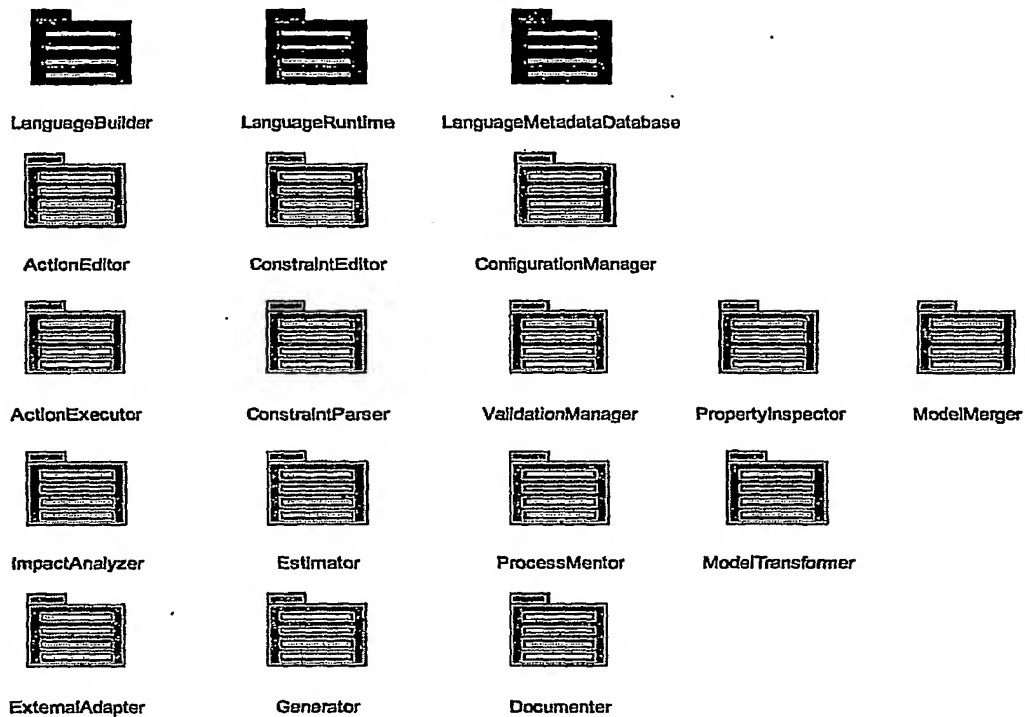 LanguageBuilder LanguageRuntime LanguageMetadataDatabase
ActionEditor ConstraintEditor ConfigurationManager
ActionExecutor ConstraintParser ValidationManager PropertyInspector ModelMerger
ImpactAnalyzer Estimator ProcessMentor ModelTransformer
ExternalAdapter Generator Documenter